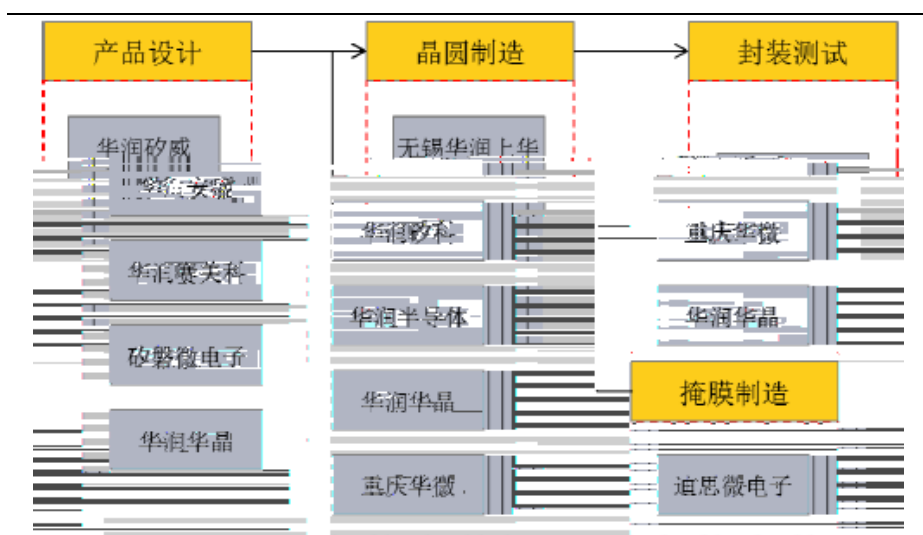 产品设计
晶圆制造
封装测试
华润矽威
无锡华润上华
华润矽科
重庆华微
华润赛美科
华润半导体
华润华晶
矽磐微电子
华润华晶
掩膜制造
华润华晶
重庆华微
迪思微电子